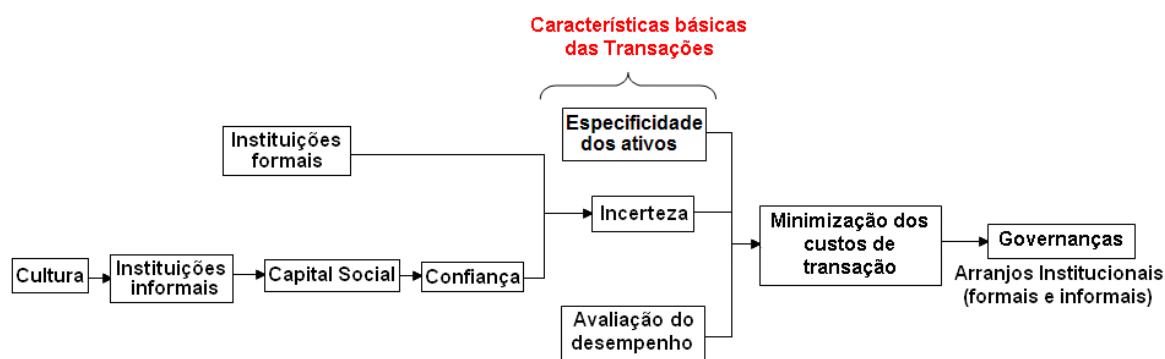 Características básicas
das Transações
Especificidade
dos ativos
Instituições
formais
Incerteza
Minimização dos
custos de
transação
Governanças
Arranjos Institucionais
(formais e informais)
Cultura
Instituições
informais
Capital Social
Confiança
Avaliação do
desempenho